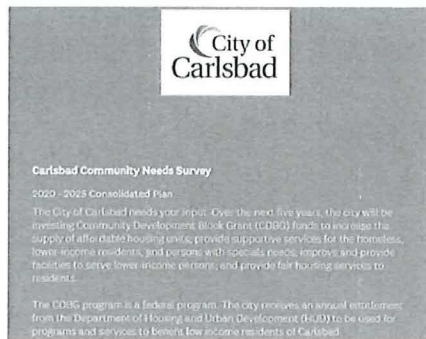 City of
Carlsbad
Carlsbad Community Needs Survey
2020 - 2025 Consolidated Plan
The City of Carlsbad needs your input. Over the next five years, the city will be
investing Community Development Block Grant (CDBG) funds to increase the
supply of affordable housing units; provide supportive services for the homeless,
lower-income residents, and persons with specials needs; improve and provide
facilities to serve lower-income persons; and provide fair housing services to
residents.
The CDBG program is a federal program. The city receives an annual entitlement
from the Department of Housing and Urban Development (HUD) to be used for
programs and services to benefit low income residents of Carlsbad